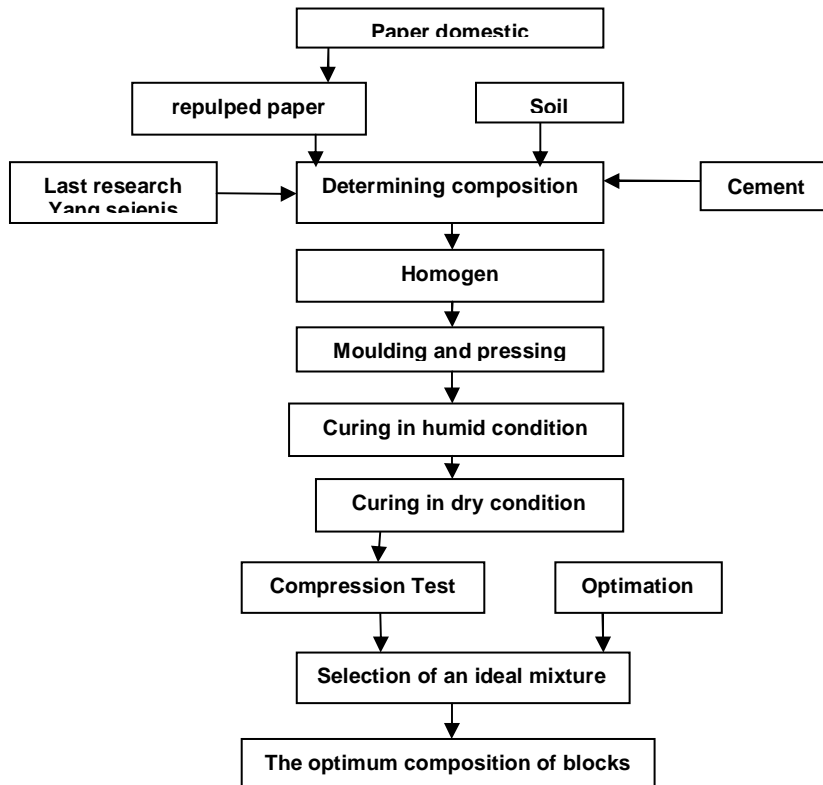 Paper domestic
repulped paper
Soil
Last research
Yang sejenis
Determining composition
Cement
Homogen
Moulding and pressing
Curing in humid condition
Curing in dry condition
Compression Test
Optimation
Selection of an ideal mixture
The optimum composition of blocks